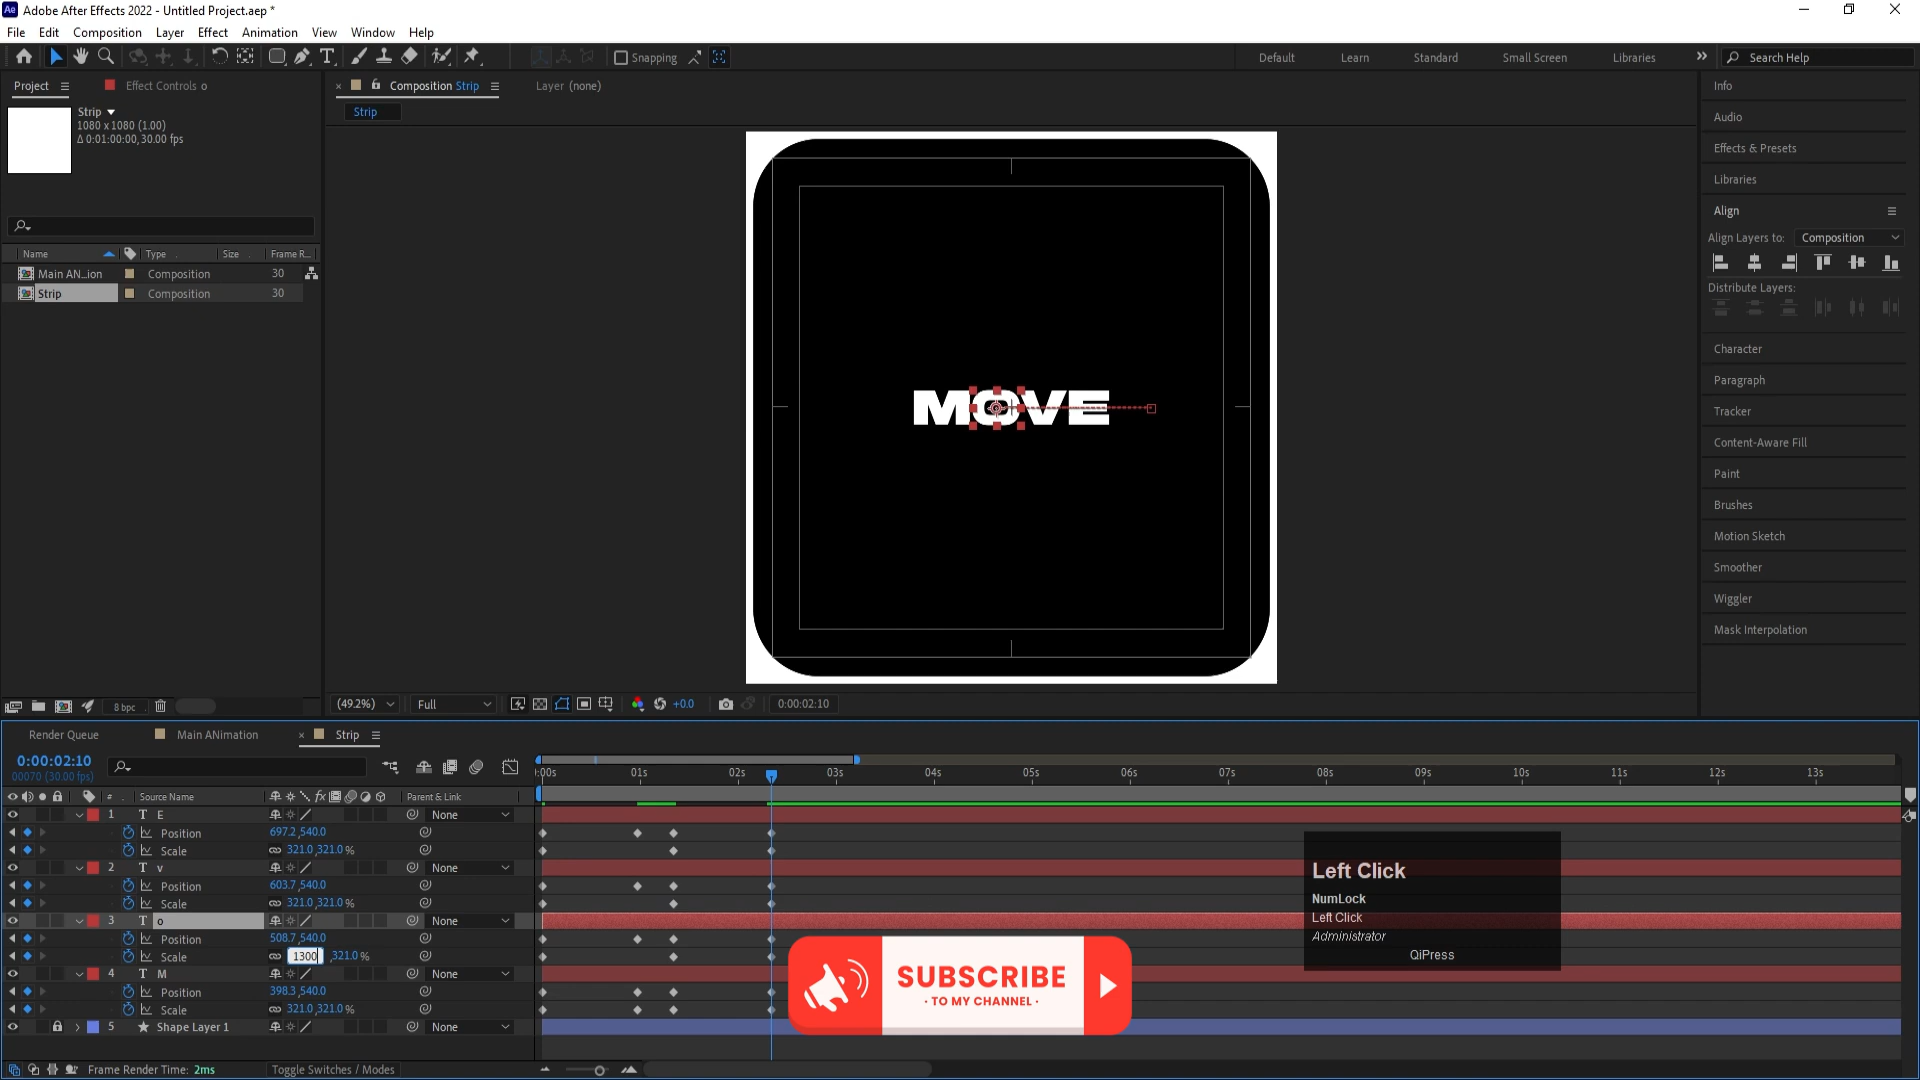 Ae Adobe After Effects 2022 - Untitled Project.aep *
File Edit Composition Layer Effect Animation View Window Help
Snapping
Default Learn Standard Small Screen Libraries » Search Help
Project Effect Controls o
Composition Strip Layer (none)
Strip
1080 x 1080 (1.00)
Δ 0:01:00:00,30.00 fps
Strip
Name Type Size Frame R...
Main AN...ion Composition 30
Strip Composition 30
8 bpc
MOVE
(49.2%) Full +0.0 0:00:02:10
Info
Audio
Effects & Presets
Libraries
Align
Align Layers to: Composition
Distribute Layers:
Character
Paragraph
Tracker
Content-Aware Fill
Paint
Brushes
Motion Sketch
Smoother
Wiggler
Mask Interpolation
Render Queue Main ANimation × Strip
0:00:02:10
00070 (30.00 fps)
:00s 01s 02s 03s 04s 05s 06s 07s 08s 09s 10s 11s 12s 13s
# Source Name Parent & Link
1 T E None
Position 697.2,540.0
Scale 321.0,321.0%
2 T v None
Position 603.7,540.0
Scale 321.0,321.0%
3 T o None
Position 508.7,540.0
Scale 1300 ,321.0%
4 T M None
Position 398.3,540.0
Scale 321.0,321.0%
5 Shape Layer 1 None
Frame Render Time: 2ms Toggle Switches / Modes
Left Click
NumLock
Left Click
Administrator
QiPress
SUBSCRIBE
· TO MY CHANNEL ·